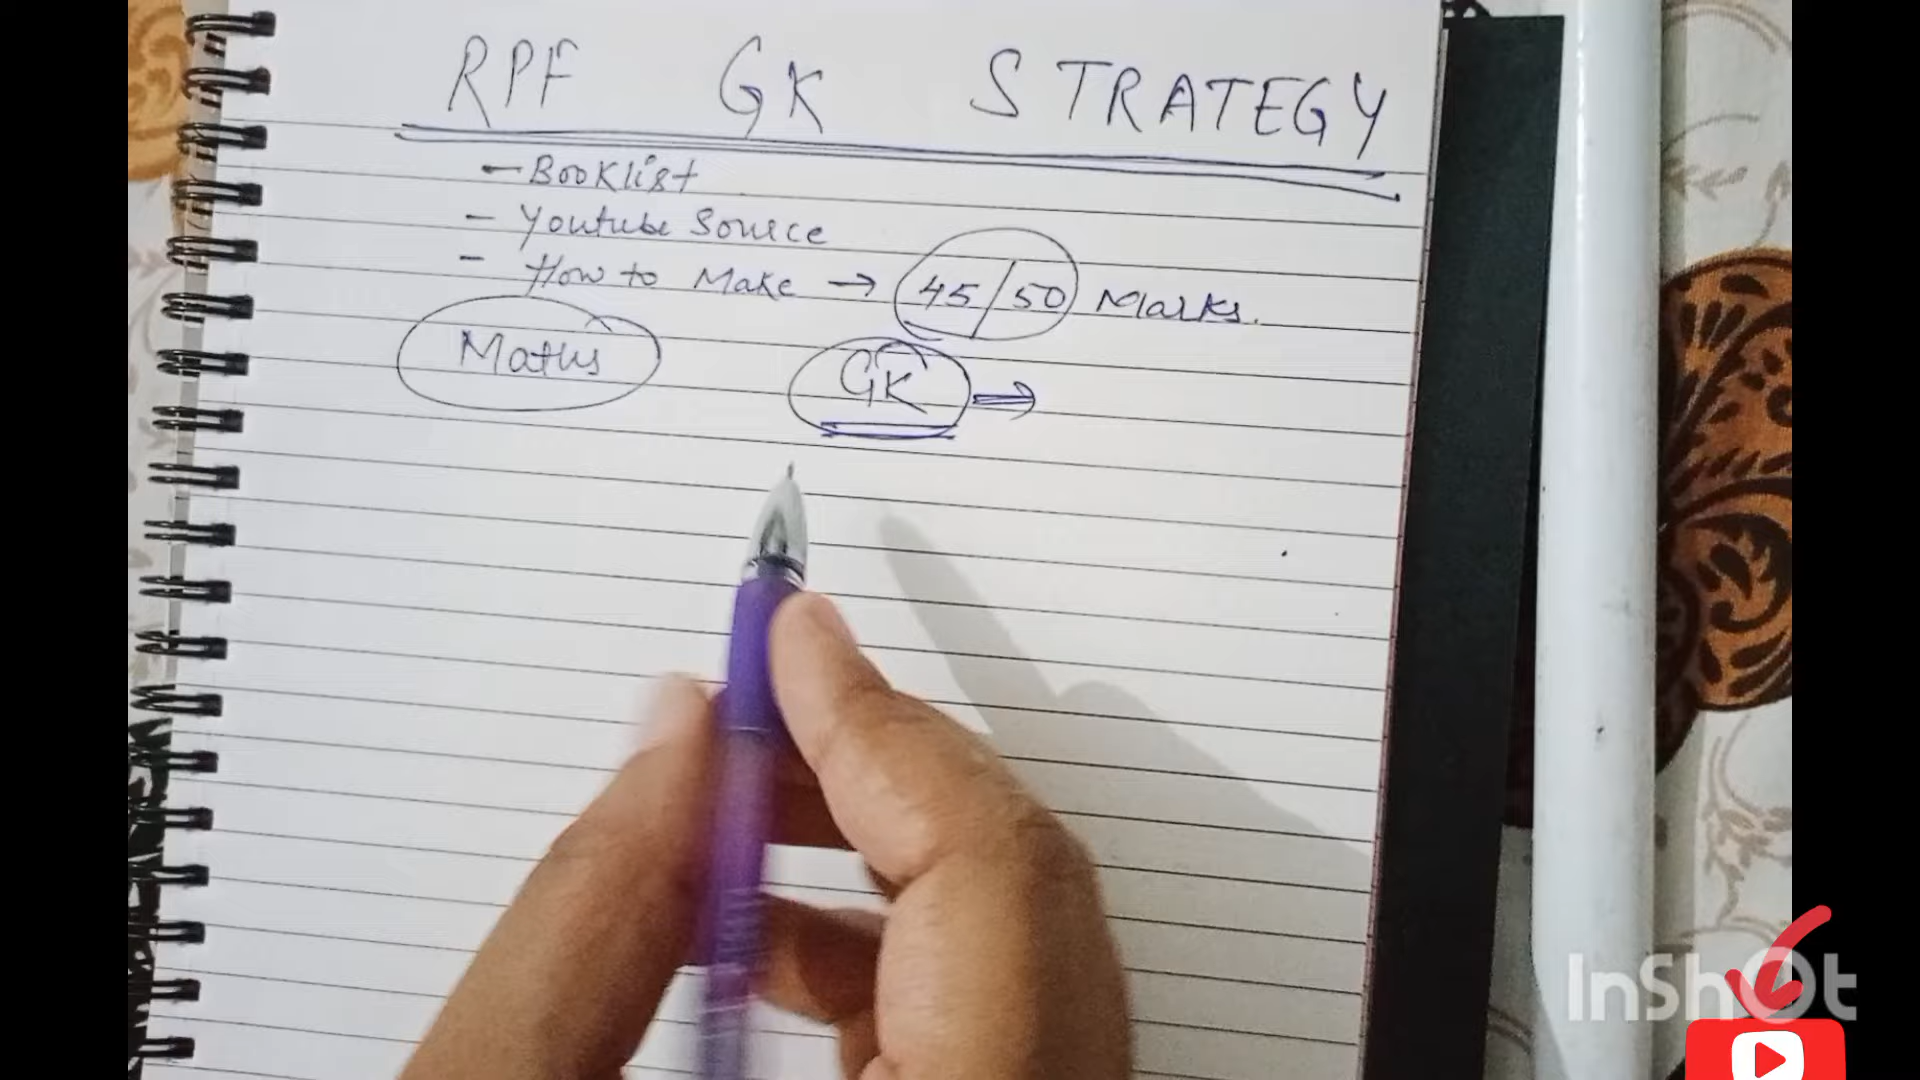 RPF GK STRATEGY
- Booklist
- Youtube Source
- How to Make → 45/50 Marks.
Maths GK →
InShOt